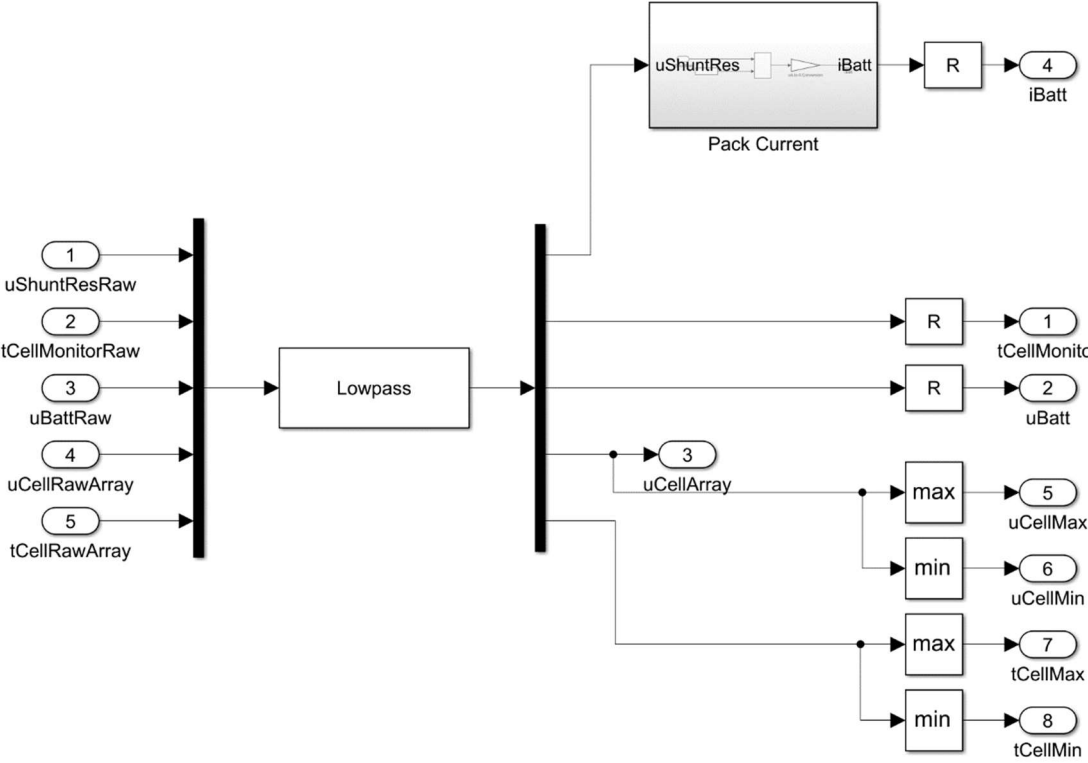 uShuntRes
iBatt
Pack Current
R
4
iBatt
1
uShuntResRaw
2
tCellMonitorRaw
3
uBattRaw
4
uCellRawArray
5
tCellRawArray
Lowpass
R
1
tCellMonito
R
2
uBatt
3
uCellArray
max
5
uCellMax
min
6
uCellMin
max
7
tCellMax
min
8
tCellMin